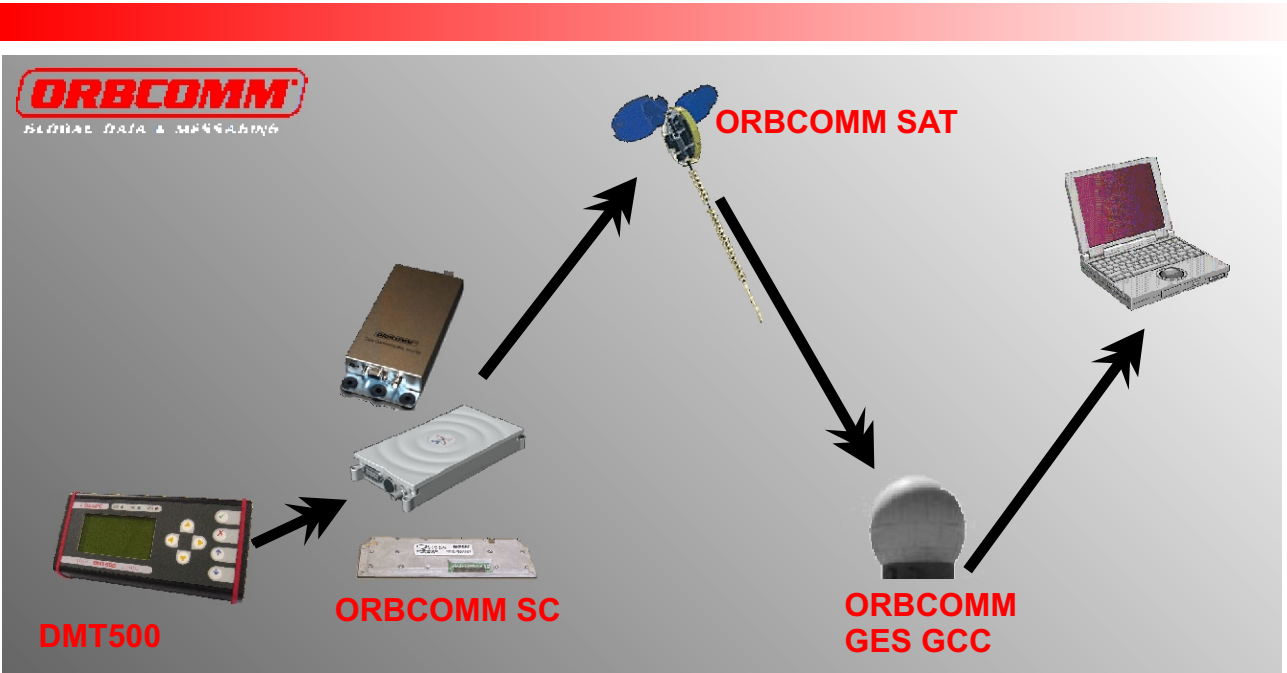 ORBCOMM
GLOBAL DATA & MESSAGING
ORBCOMM SAT
ORBCOMM SC
DMT500
ORBCOMM
GES GCC